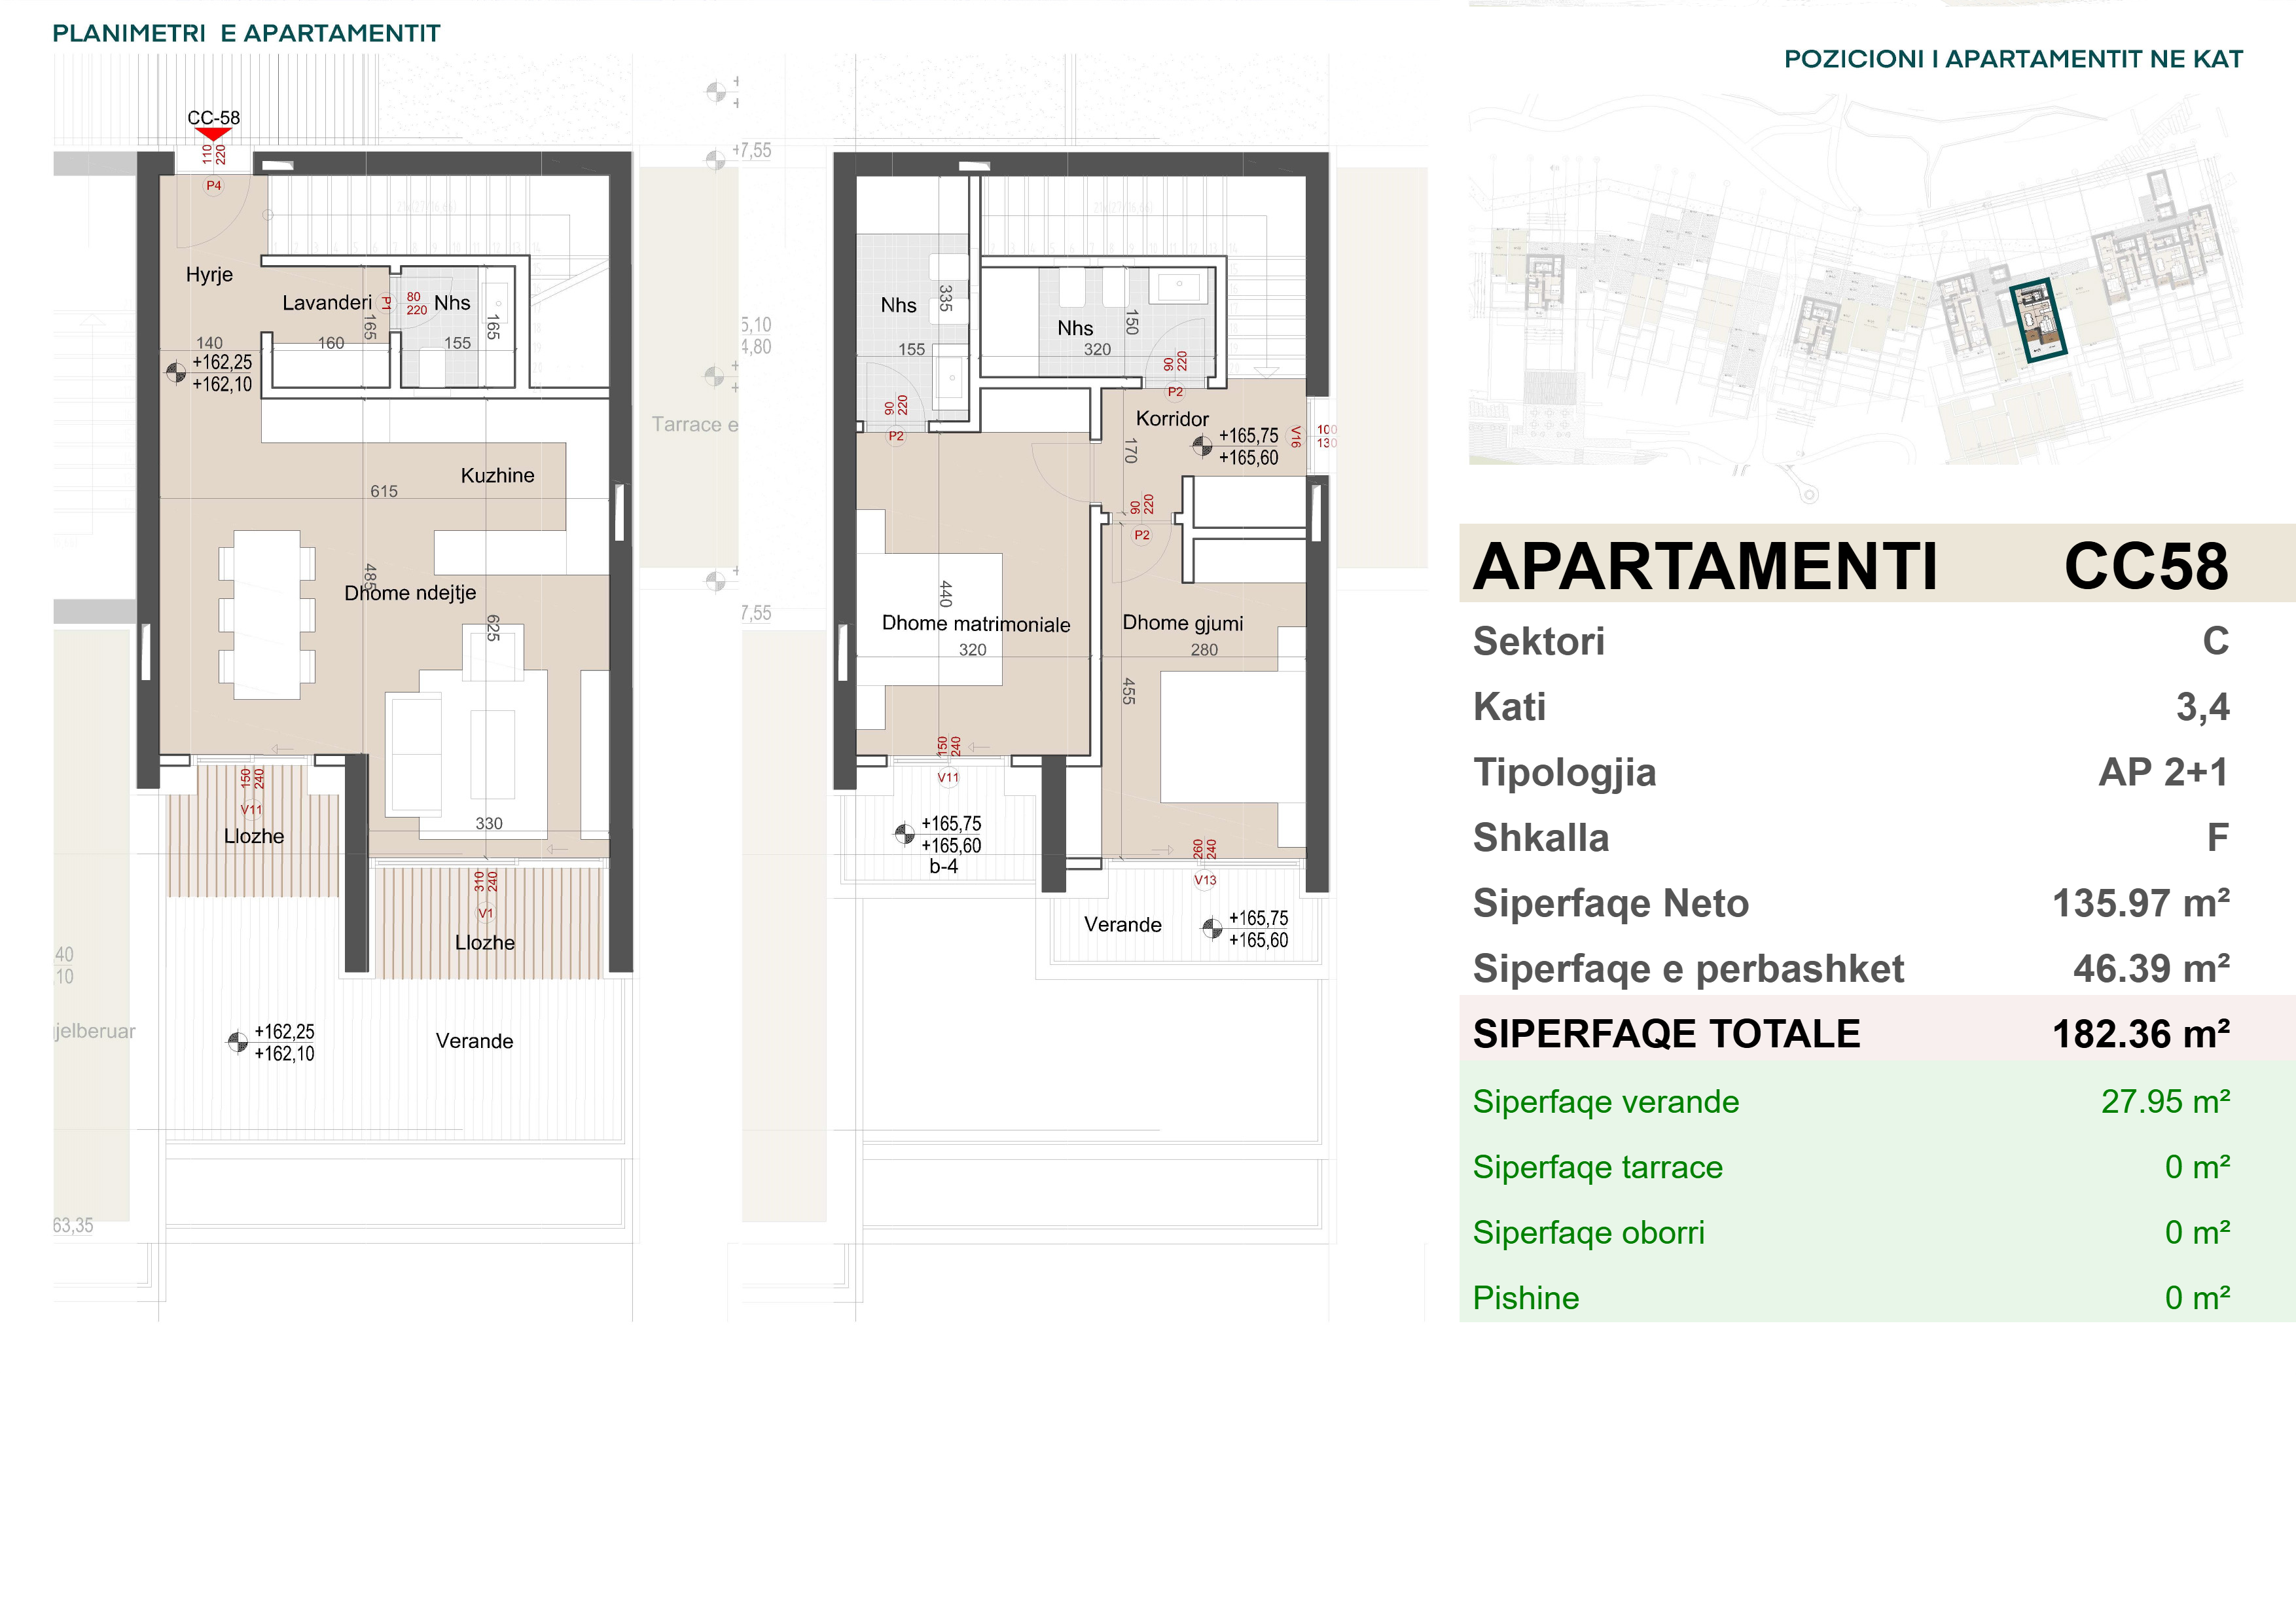 PLANIMETRI E APARTAMENTIT
POZICIONI I APARTAMENTIT NE KAT
CC-58
110
220
P4
Hyrje
Lavanderi
P1
80
220
Nhs
165
165
140
160
155
+162,25
+162,10
Kuzhine
615
485
Dhome ndejtje
625
330
150
240
V11
Llozhe
310
240
V1
Llozhe
+162,25
+162,10
Verande
40
10
jelberuar
63,35
+7,55
Tarrace e
5,10
4,80
7,55
Nhs
335
155
Nhs
150
320
90
220
P2
90
220
P2
Korridor
170
+165,75
+165,60
V16
100
130
90
220
P2
440
Dhome matrimoniale
320
Dhome gjumi
280
455
150
240
V11
+165,75
+165,60
b-4
260
240
V13
Verande
+165,75
+165,60
APARTAMENTI CC58
Sektori C
Kati 3,4
Tipologjia AP 2+1
Shkalla F
Siperfaqe Neto 135.97 m²
Siperfaqe e perbashket 46.39 m²
SIPERFAQE TOTALE 182.36 m²
Siperfaqe verande 27.95 m²
Siperfaqe tarrace 0 m²
Siperfaqe oborri 0 m²
Pishine 0 m²